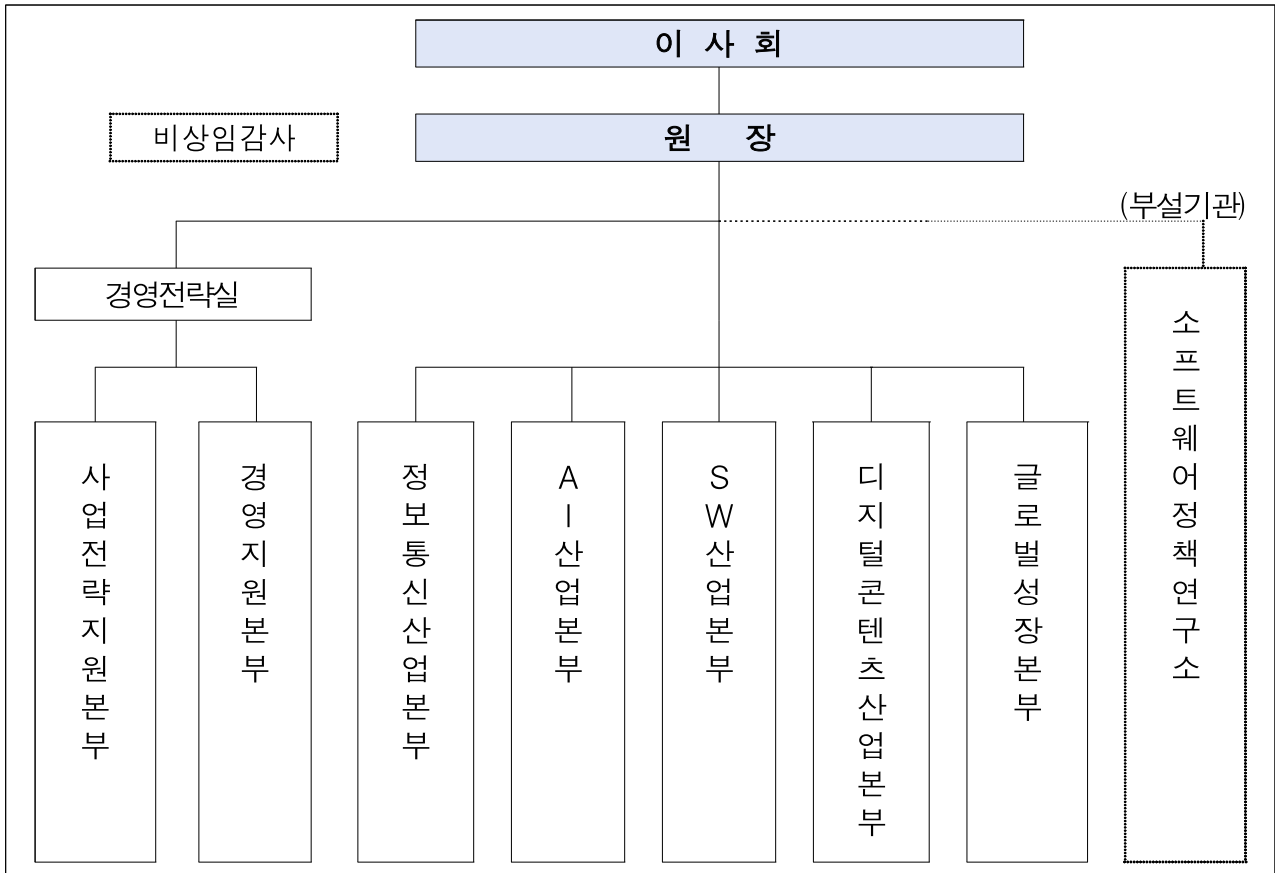 이 사 회
비상임감사
원 장
(부설기관)
경영전략실
사업전략지원본부
경영지원본부
정보통신산업본부
AI산업본부
SW산업본부
디지털콘텐츠산업본부
글로벌성장본부
소프트웨어정책연구소